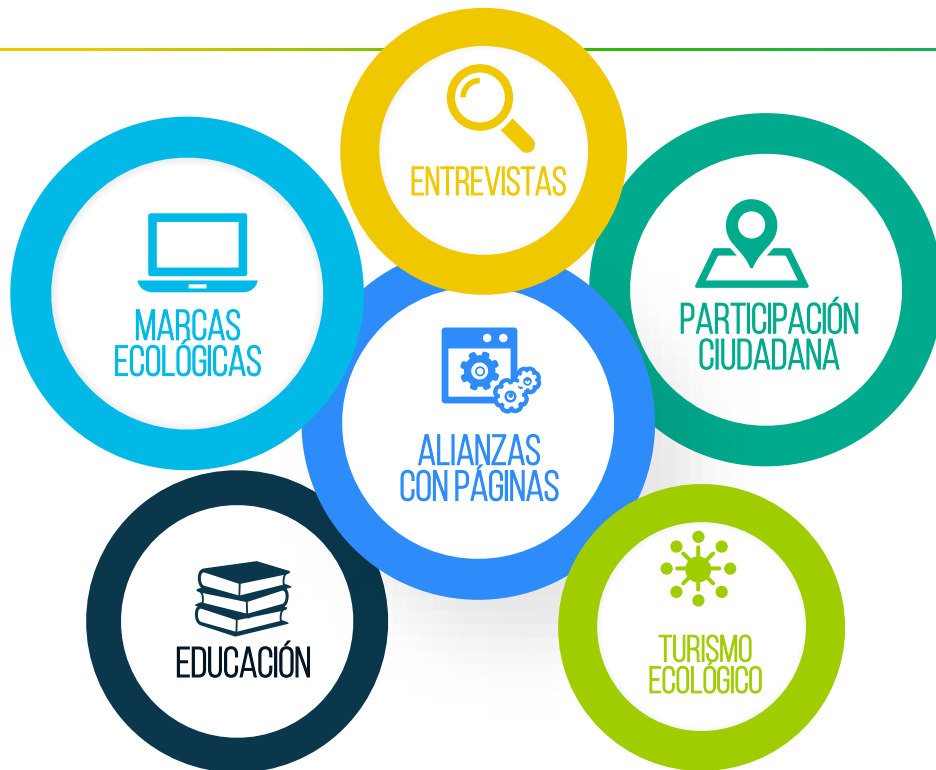 ENTREVISTAS
MARCAS
ECOLÓGICAS
PARTICIPACIÓN
CIUDADANA
ALIANZAS
CON PÁGINAS
EDUCACIÓN
TURISMO
ECOLÓGICO